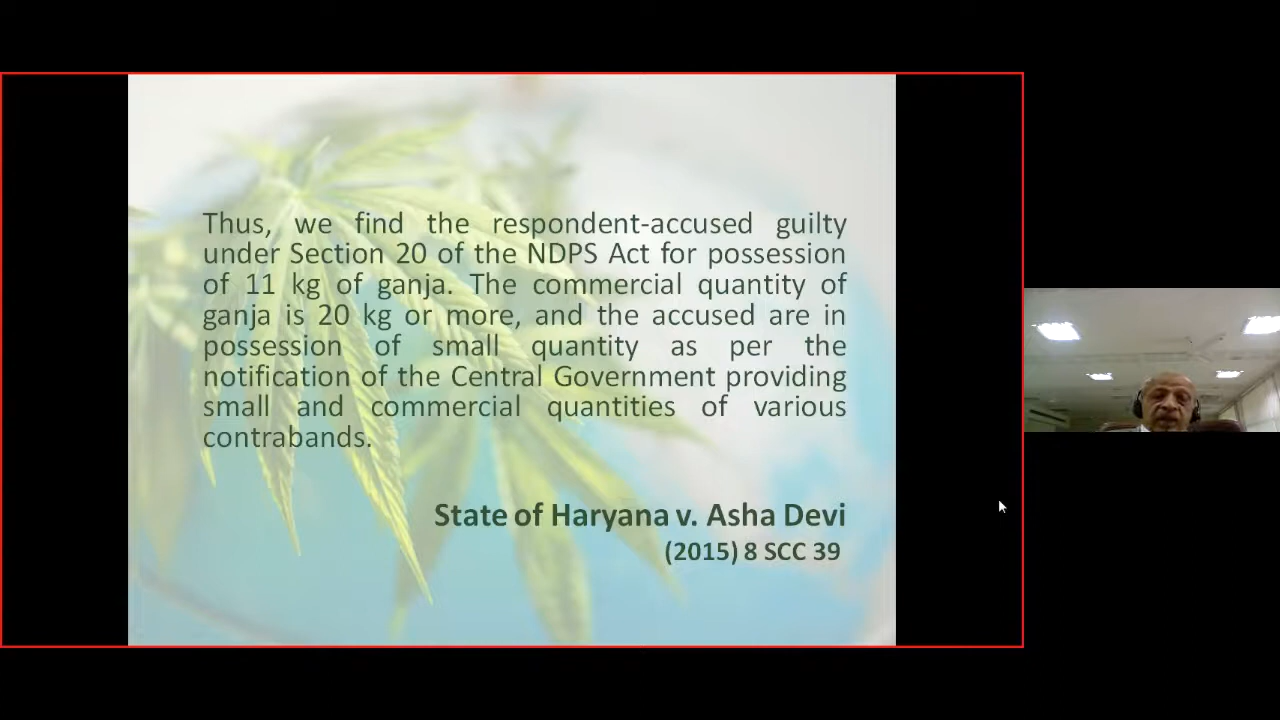 Thus, we find the respondent-accused guilty
under Section 20 of the NDPS Act for possession
of 11 kg of ganja. The commercial quantity of
ganja is 20 kg or more, and the accused are in
possession of small quantity as per the
notification of the Central Government providing
small and commercial quantities of various
contrabands.
State of Haryana v. Asha Devi
(2015) 8 SCC 39